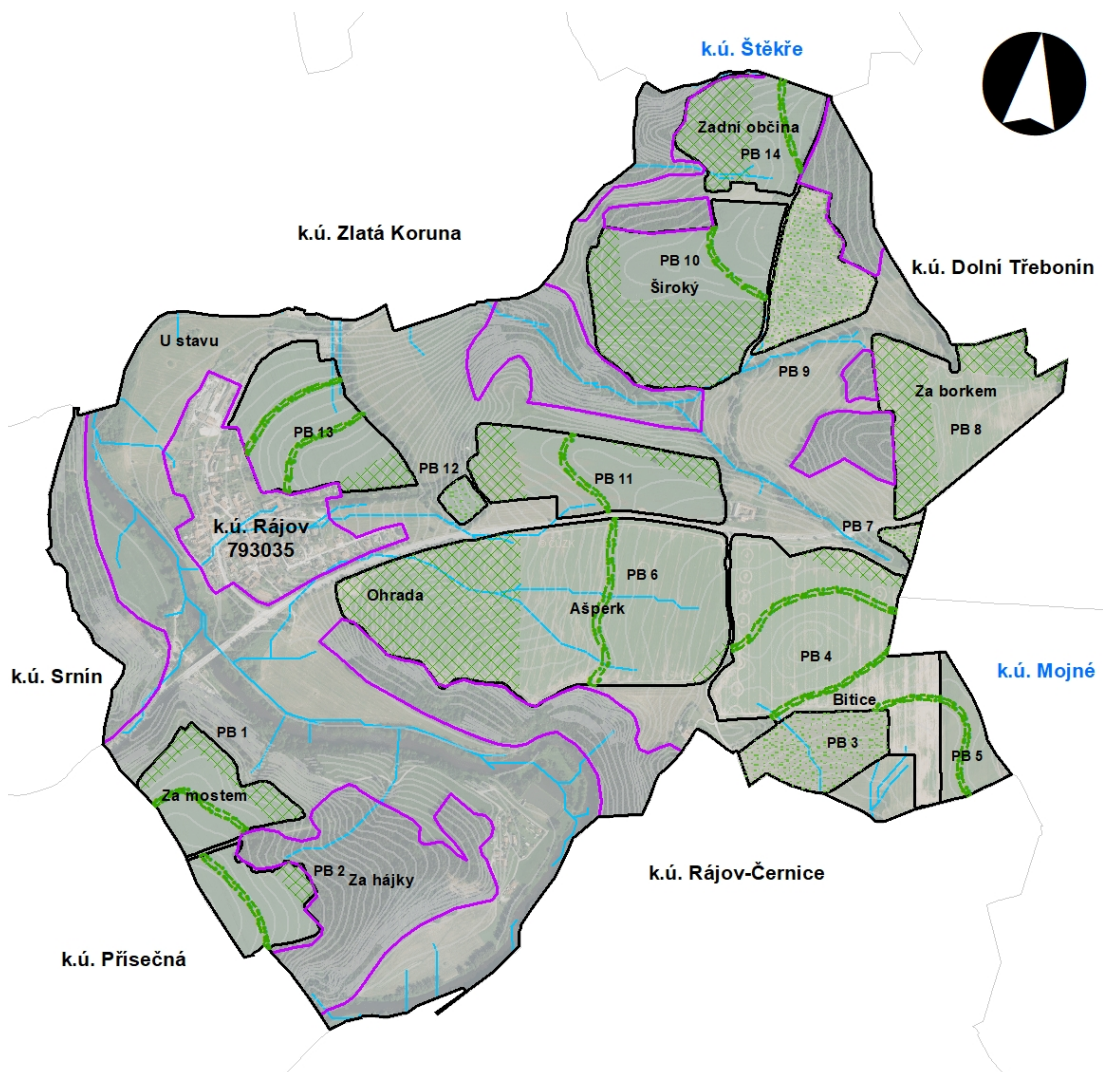 k.ú. Štěkře
Zadní občina
PB 14
k.ú. Zlatá Koruna
PB 10
Široký
k.ú. Dolní Třebonín
U stavu
PB 9
Za borkem
PB 8
PB 13
PB 12
PB 11
k.ú. Rájov
793035
PB 7
PB 6
Ohrada
Ašperk
PB 4
k.ú. Srnín
k.ú. Mojné
Bitice
PB 1
PB 3
PB 5
Za mostem
PB 2
Za hájky
k.ú. Rájov-Černice
k.ú. Přísečná